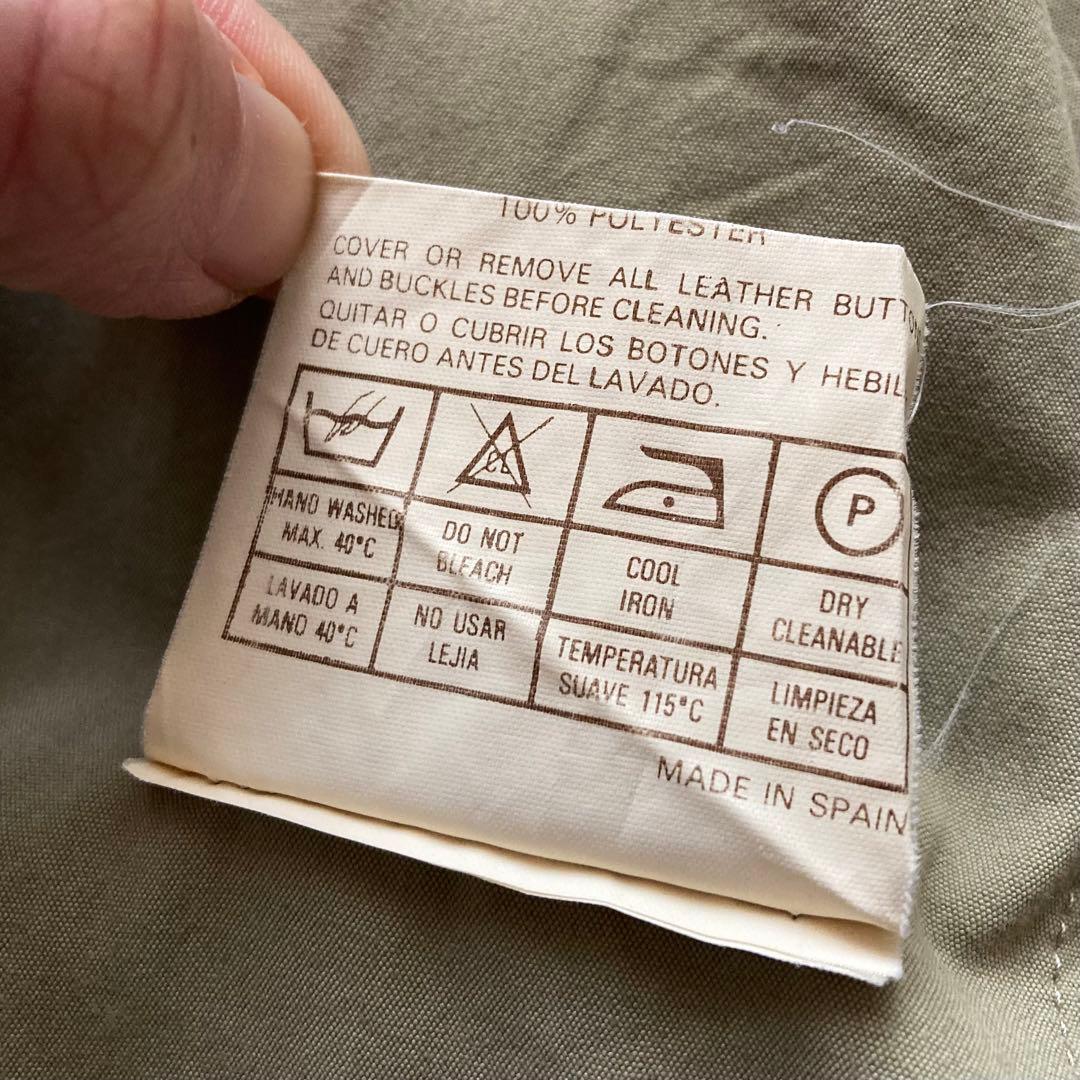 100% POLYESTER
COVER OR REMOVE ALL LEATHER BUTTON
AND BUCKLES BEFORE CLEANING.
QUITAR O CUBRIR LOS BOTONES Y HEBIL
DE CUERO ANTES DEL LAVADO.
CL
P
HAND WASHED
MAX. 40°C
DO NOT
BLEACH
COOL
IRON
DRY
CLEANABLE
LAVADO A
MANO 40°C
NO USAR
LEJIA
TEMPERATURA
SUAVE 115°C
LIMPIEZA
EN SECO
MADE IN SPAIN